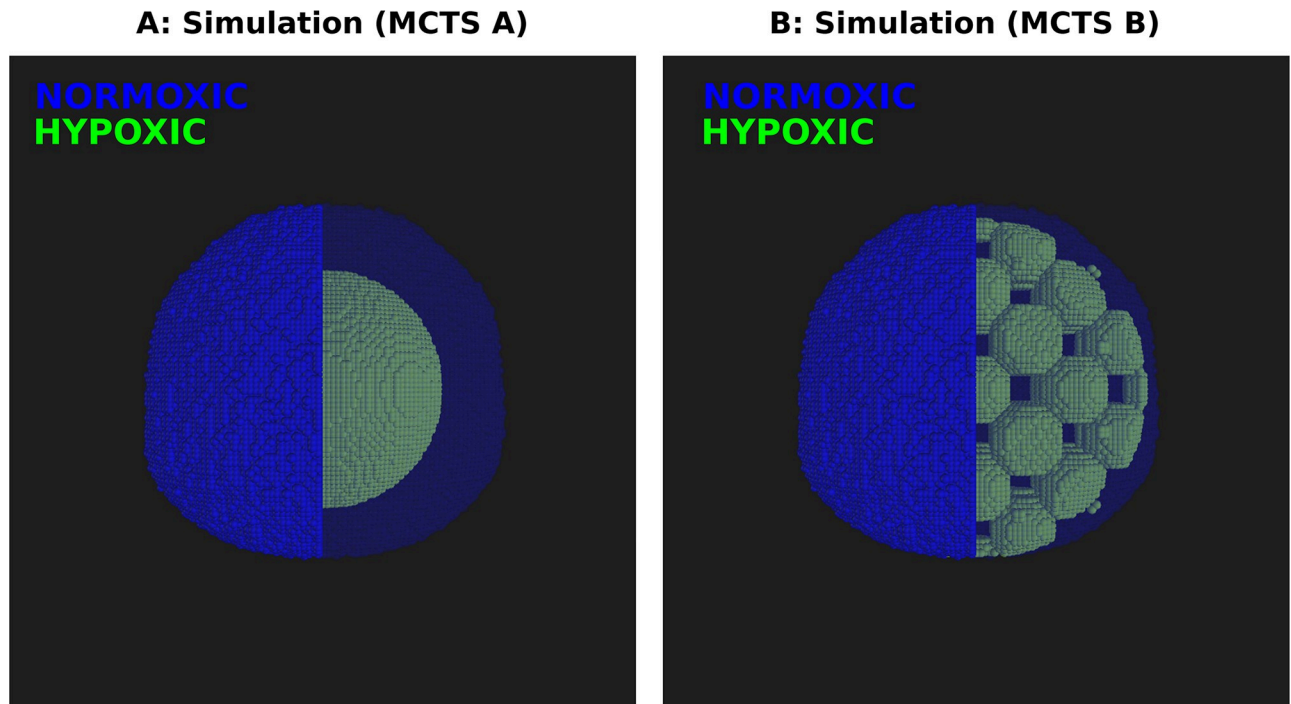 A: Simulation (MCTS A)
NORMOXIC
HYPOXIC
B: Simulation (MCTS B)
NORMOXIC
HYPOXIC